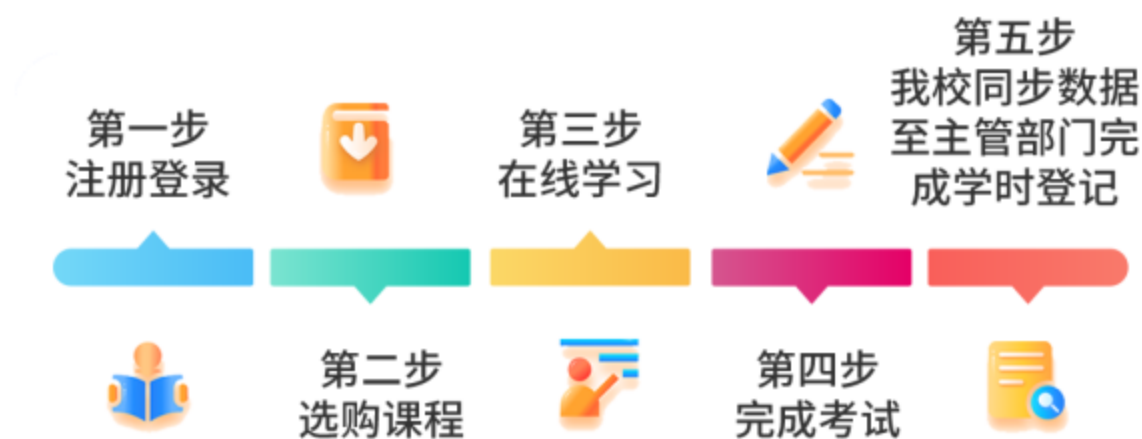 第一步
注册登录
第二步
选购课程
第三步
在线学习
第四步
完成考试
第五步
我校同步数据
至主管部门完
成学时登记